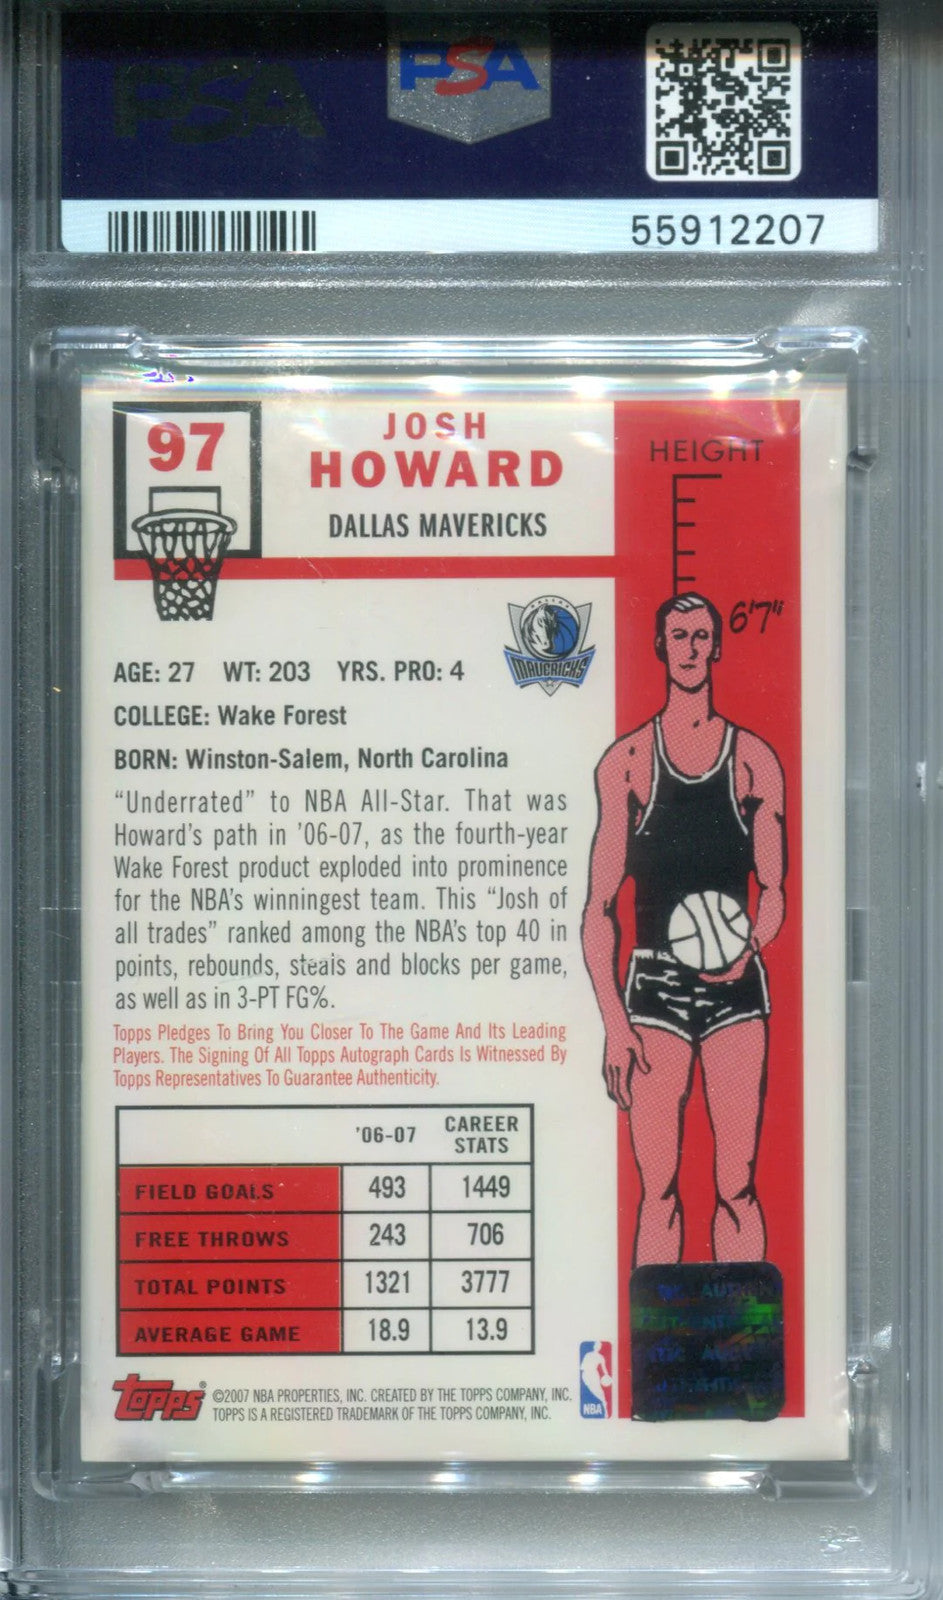 PSA
PSA
55912207
97
JOSH
HOWARD
DALLAS MAVERICKS
HEIGHT
6'7"
DALLAS
MAVERICKS
AGE: 27 WT: 203 YRS. PRO: 4
COLLEGE: Wake Forest
BORN: Winston-Salem, North Carolina
“Underrated” to NBA All-Star. That was
Howard's path in '06-07, as the fourth-year
Wake Forest product exploded into prominence
for the NBA's winningest team. This “Josh of
all trades” ranked among the NBA's top 40 in
points, rebounds, steals and blocks per game,
as well as in 3-PT FG%.
Topps Pledges To Bring You Closer To The Game And Its Leading
Players. The Signing Of All Topps Autograph Cards Is Witnessed By
Topps Representatives To Guarantee Authenticity.
'06-07 CAREER
STATS
FIELD GOALS 493 1449
FREE THROWS 243 706
TOTAL POINTS 1321 3777
AVERAGE GAME 18.9 13.9
Topps® ©2007 NBA PROPERTIES, INC. CREATED BY THE TOPPS COMPANY, INC.
TOPPS IS A REGISTERED TRADEMARK OF THE TOPPS COMPANY, INC.
NBA